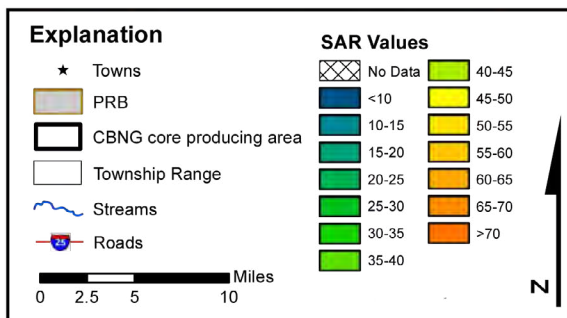 Explanation
Towns
PRB
CBNG core producing area
Township Range
Streams
25
Roads
Miles
0 2.5 5 10
SAR Values
No Data
<10
10-15
15-20
20-25
25-30
30-35
35-40
40-45
45-50
50-55
55-60
60-65
65-70
>70
N